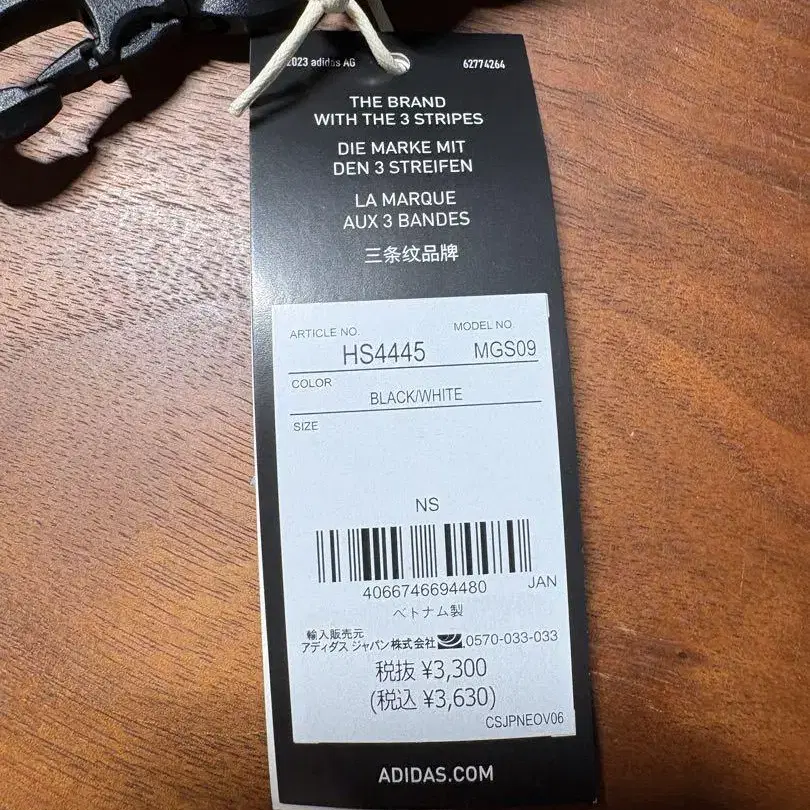 2023 adidas AG 62774264
THE BRAND
WITH THE 3 STRIPES
DIE MARKE MIT
DEN 3 STREIFEN
LA MARQUE
AUX 3 BANDES
三条纹品牌
ARTICLE NO. MODEL NO.
HS4445 MGS09
COLOR
BLACK/WHITE
SIZE
NS
4066746694480 JAN
ベトナム製
輸入販売元
アディダス ジャパン株式会社 0570-033-033
税抜 ¥3,300
(税込 ¥3,630)
CSJPNEOV06
ADIDAS.COM